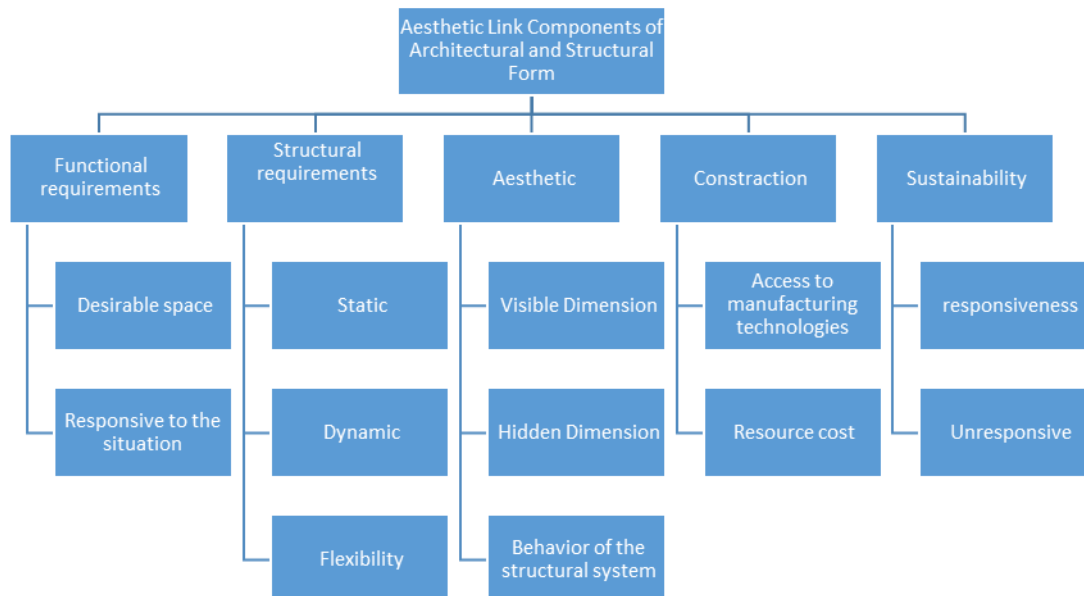 Aesthetic Link Components of
Architectural and Structural
Form
Functional
requirements
Structural
requirements
Aesthetic
Constraction
Sustainability
Desirable space
Static
Visible Dimension
Access to
manufacturing
technologies
responsiveness
Responsive to the
situation
Dynamic
Hidden Dimension
Resource cost
Unresponsive
Flexibility
Behavior of the
structural system